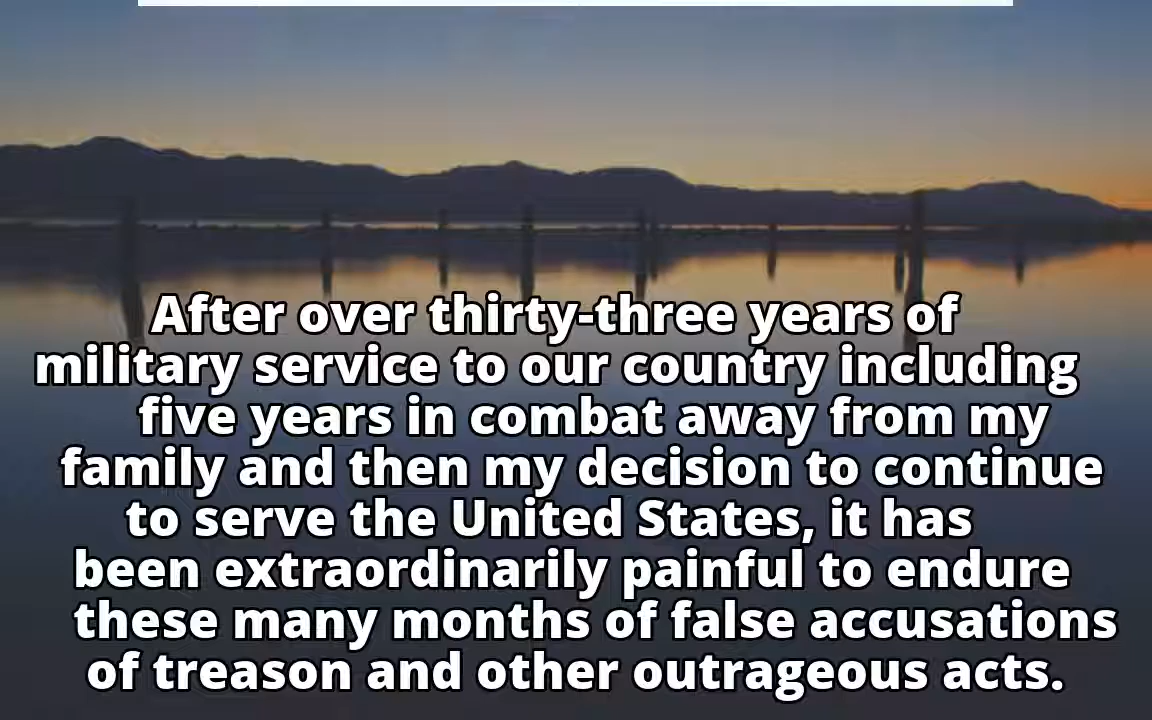 After over thirty-three years of
military service to our country including
five years in combat away from my
family and then my decision to continue
to serve the United States, it has
been extraordinarily painful to endure
these many months of false accusations
of treason and other outrageous acts.